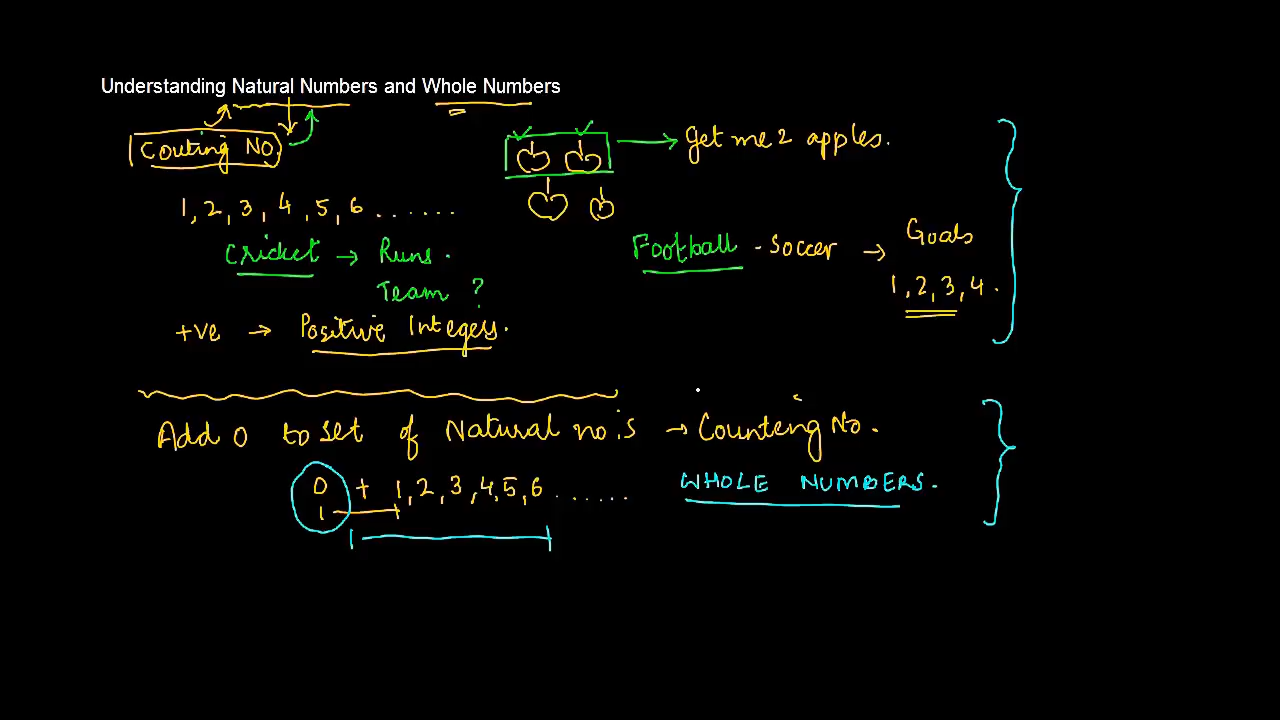 Understanding Natural Numbers and Whole Numbers
Couting NO
get me 2 apples.
1, 2, 3, 4, 5, 6 .......
Cricket → Runs.
Team ?
Football - Soccer → Goals
1, 2, 3, 4.
+ve → Positive Integers.
Add 0 to set of Natural no.s → Counting No.
0 + 1, 2, 3, 4, 5, 6 .......
WHOLE NUMBERS.